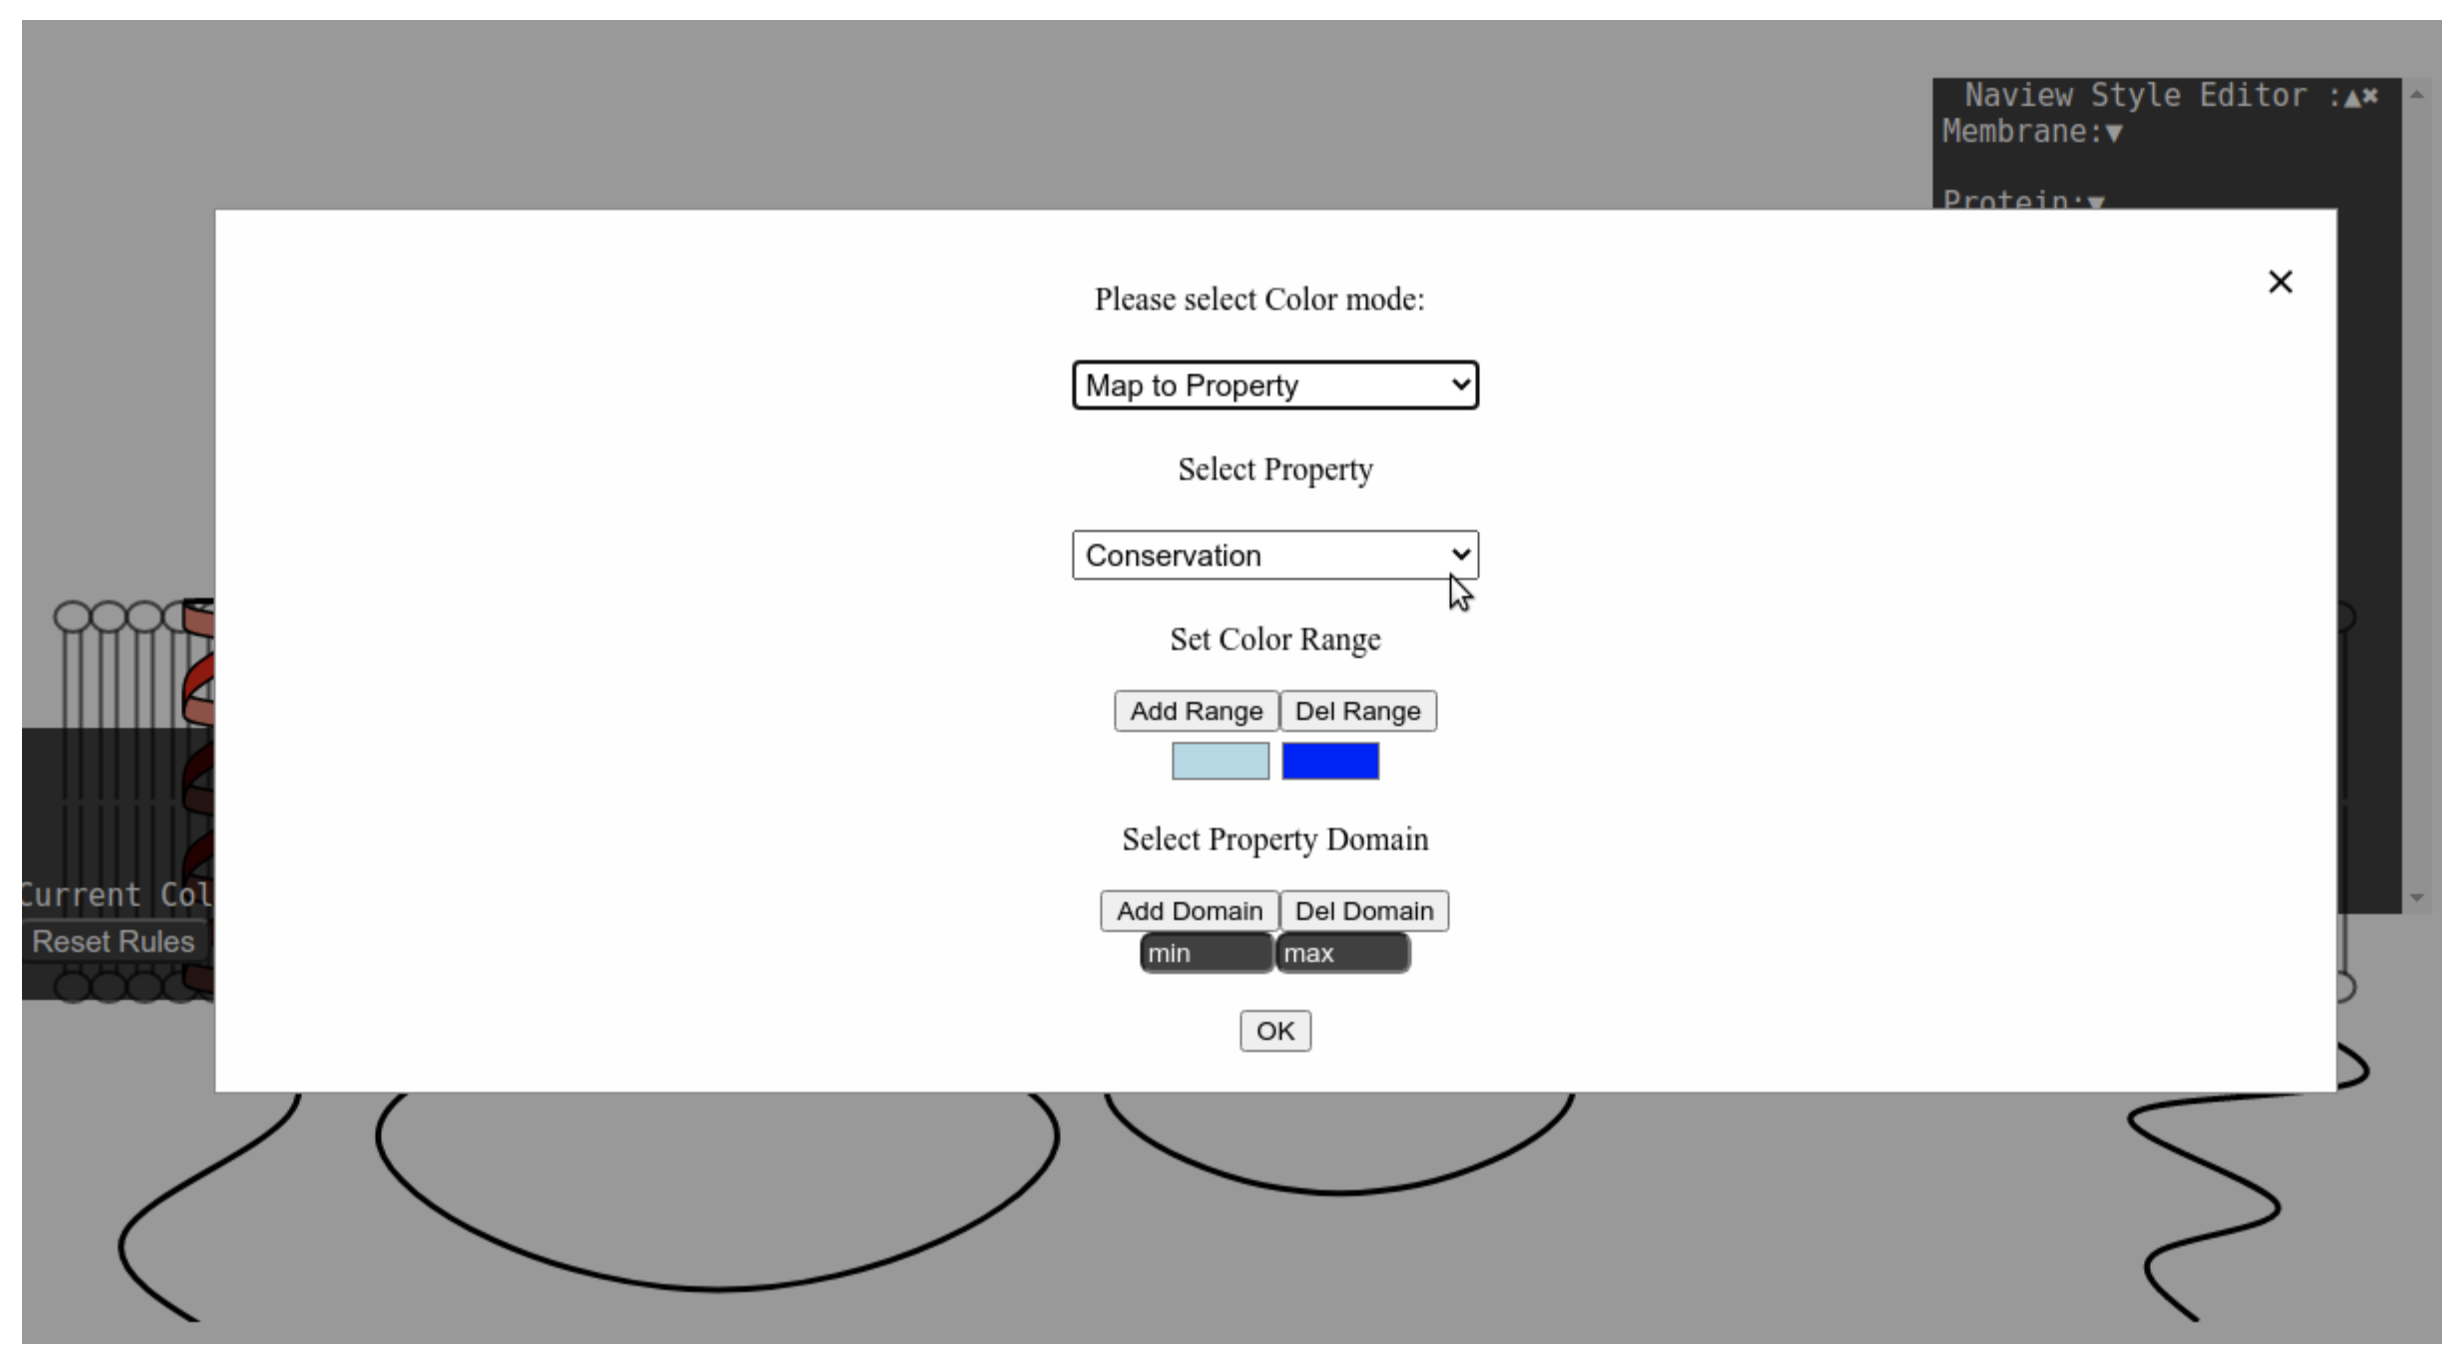 Naview Style Editor :▲✖
Membrane:▼
Protein:▼
Please select Color mode:
Map to Property
Select Property
Conservation
Set Color Range
Add Range Del Range
Select Property Domain
Add Domain Del Domain
min max
OK
Current Col
Reset Rules